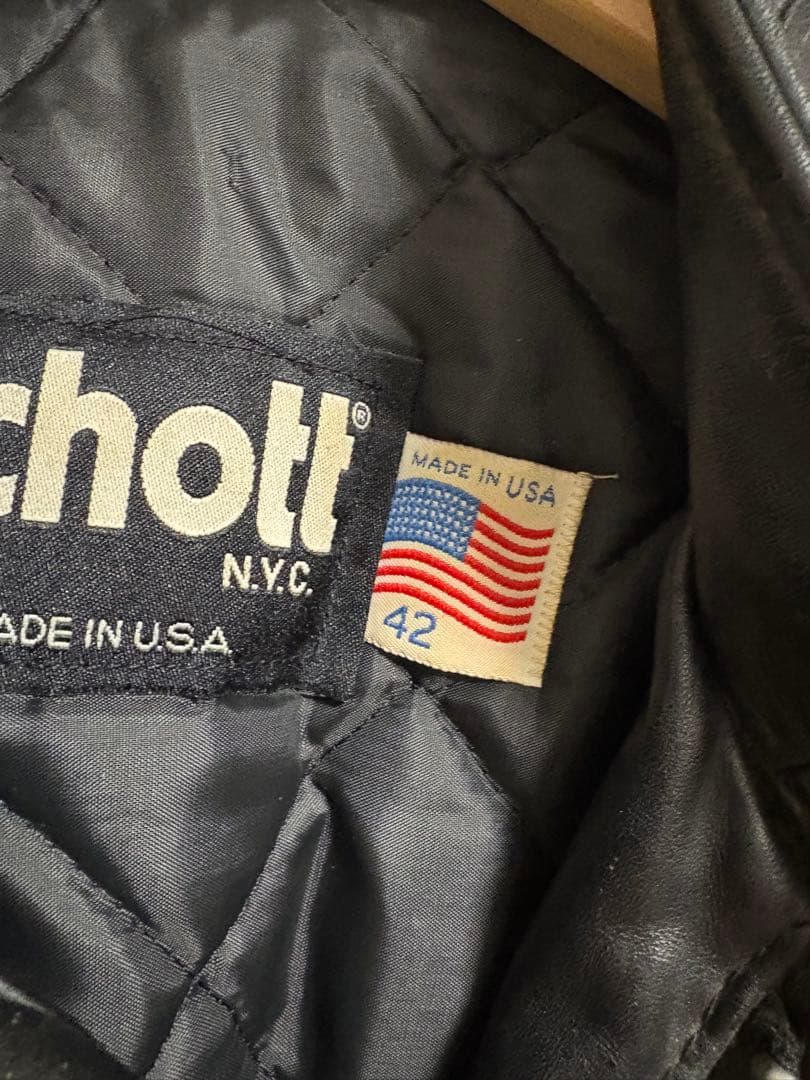 chott®
N.Y.C.
ADE IN U.S.A
MADE IN USA
42